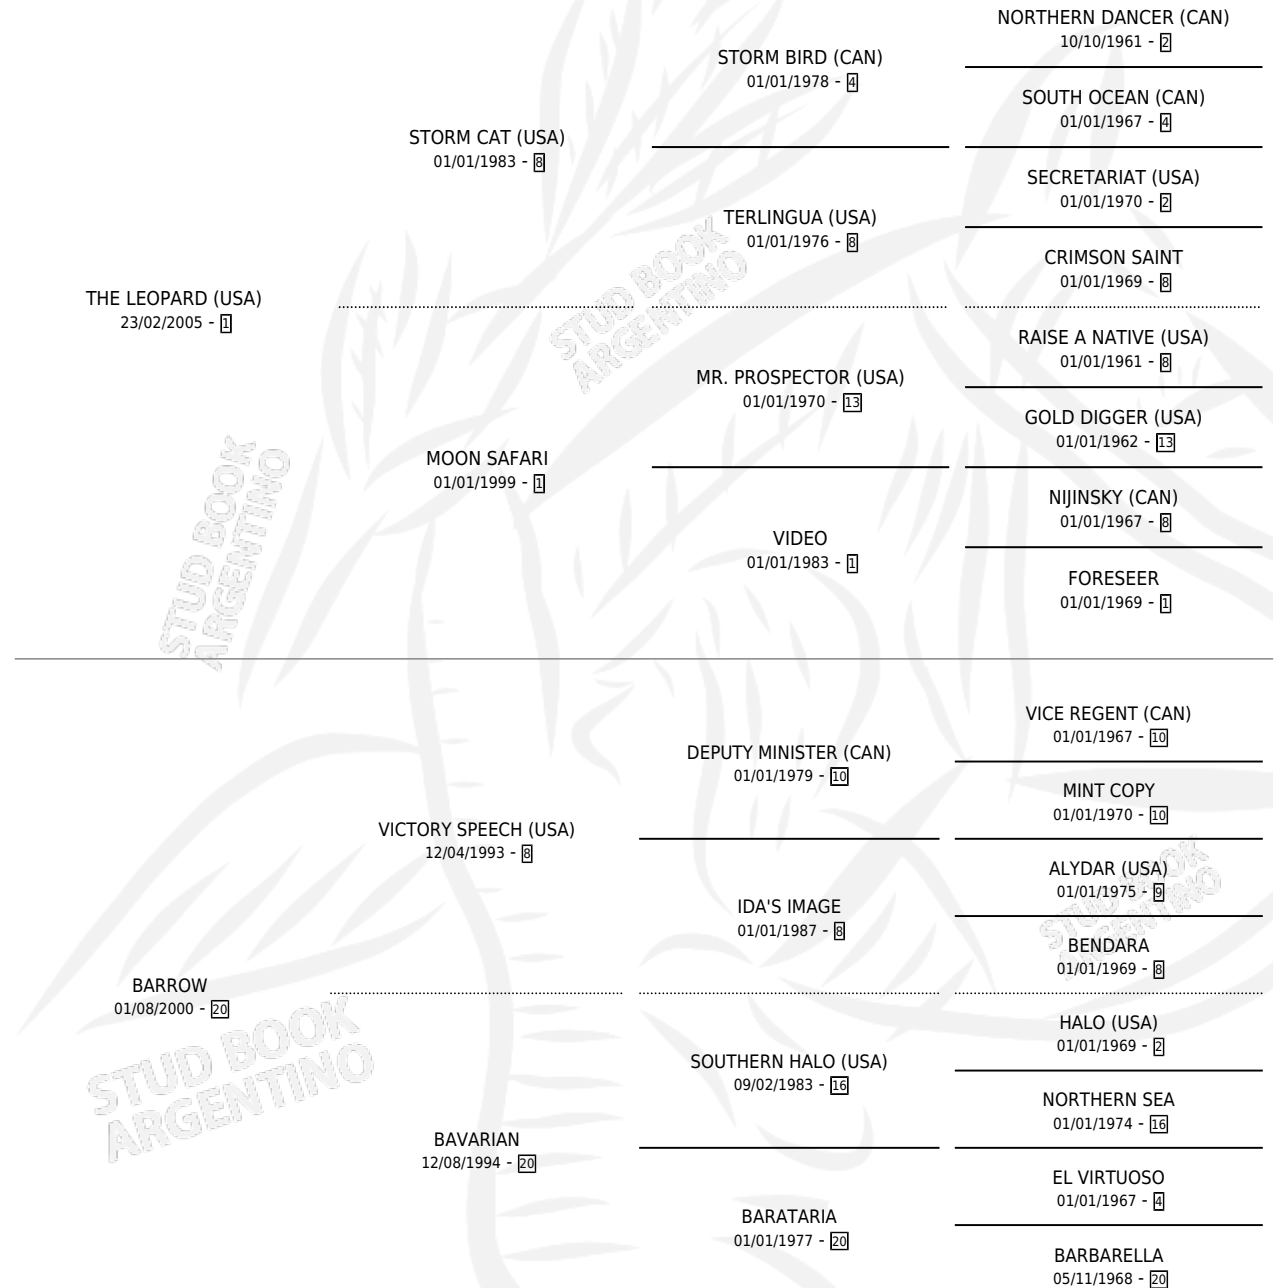 NORTHERN DANCER (CAN)
10/10/1961 - 2
STORM BIRD (CAN)
01/01/1978 - 4
SOUTH OCEAN (CAN)
01/01/1967 - 4
STORM CAT (USA)
01/01/1983 - 8
SECRETARIAT (USA)
01/01/1970 - 2
TERLINGUA (USA)
01/01/1976 - 8
CRIMSON SAINT
01/01/1969 - 8
THE LEOPARD (USA)
23/02/2005 - 1
STUD BOOK
ARGENTINO
RAISE A NATIVE (USA)
01/01/1961 - 8
MR. PROSPECTOR (USA)
01/01/1970 - 13
GOLD DIGGER (USA)
01/01/1962 - 13
MOON SAFARI
01/01/1999 - 1
NIJINSKY (CAN)
01/01/1967 - 8
VIDEO
01/01/1983 - 1
FORESEER
01/01/1969 - 1
STUD BOOK
ARGENTINO
VICE REGENT (CAN)
01/01/1967 - 10
DEPUTY MINISTER (CAN)
01/01/1979 - 10
MINT COPY
01/01/1970 - 10
VICTORY SPEECH (USA)
12/04/1993 - 8
ALYDAR (USA)
01/01/1975 - 9
IDA'S IMAGE
01/01/1987 - 8
STUD BOOK
ARGENTINO
BENDARA
01/01/1969 - 8
BARROW
01/08/2000 - 20
STUD BOOK
ARGENTINO
HALO (USA)
01/01/1969 - 2
SOUTHERN HALO (USA)
09/02/1983 - 16
NORTHERN SEA
01/01/1974 - 16
BAVARIAN
12/08/1994 - 20
EL VIRTUOSO
01/01/1967 - 4
BARATARIA
01/01/1977 - 20
BARBARELLA
05/11/1968 - 20